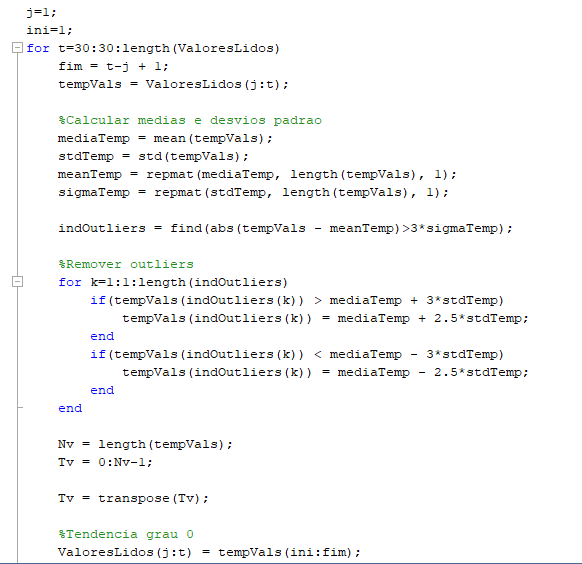 j=1;
ini=1;
for t=30:30:length(ValoresLidos)
fim = t-j + 1;
tempVals = ValoresLidos(j:t);
%Calcular medias e desvios padrao
mediaTemp = mean(tempVals);
stdTemp = std(tempVals);
meanTemp = repmat(mediaTemp, length(tempVals), 1);
sigmaTemp = repmat(stdTemp, length(tempVals), 1);
indOutliers = find(abs(tempVals - meanTemp)>3*sigmaTemp);
%Remover outliers
for k=1:1:length(indOutliers)
if(tempVals(indOutliers(k)) > mediaTemp + 3*stdTemp)
tempVals(indOutliers(k)) = mediaTemp + 2.5*stdTemp;
end
if(tempVals(indOutliers(k)) < mediaTemp - 3*stdTemp)
tempVals(indOutliers(k)) = mediaTemp - 2.5*stdTemp;
end
end
Nv = length(tempVals);
Tv = 0:Nv-1;
Tv = transpose(Tv);
%Tendencia grau 0
ValoresLidos(j:t) = tempVals(ini:fim);